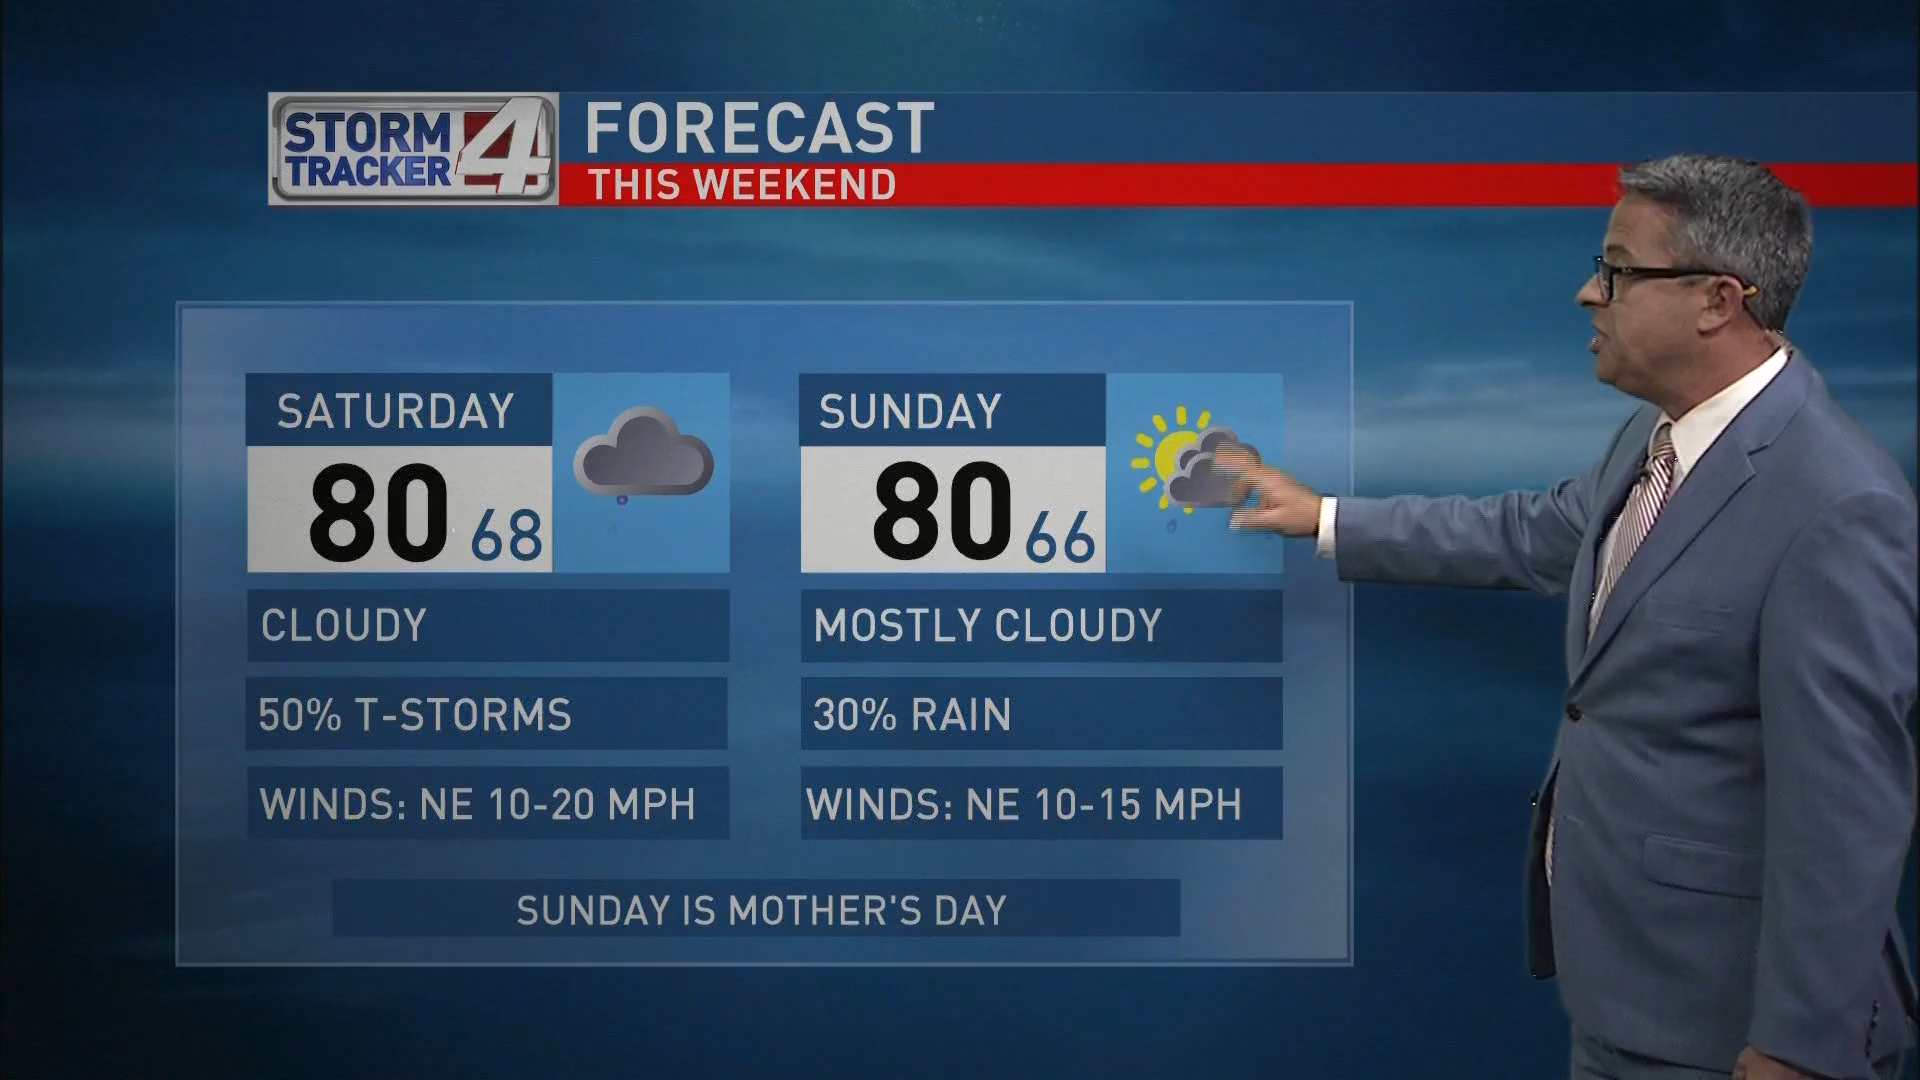 STORM
TRACKER
4
FORECAST
THIS WEEKEND
SATURDAY
80 68
CLOUDY
50% T-STORMS
WINDS: NE 10-20 MPH
SUNDAY
80 66
MOSTLY CLOUDY
30% RAIN
WINDS: NE 10-15 MPH
SUNDAY IS MOTHER'S DAY